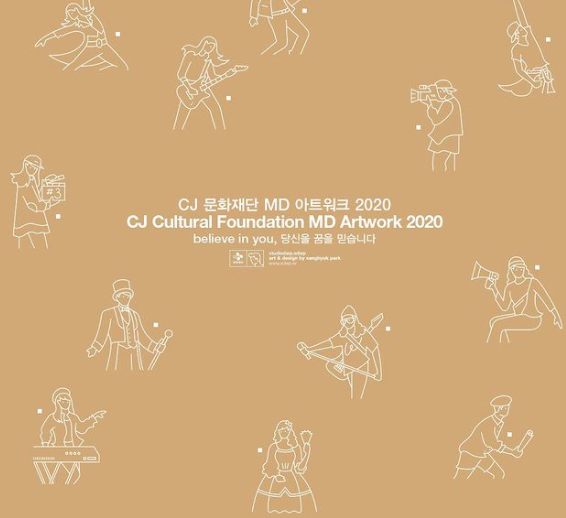 #3
CJ 문화재단 MD 아트워크 2020
CJ Cultural Foundation MD Artwork 2020
believe in you, 당신을 꿈을 믿습니다
art & design by sanghyuk park